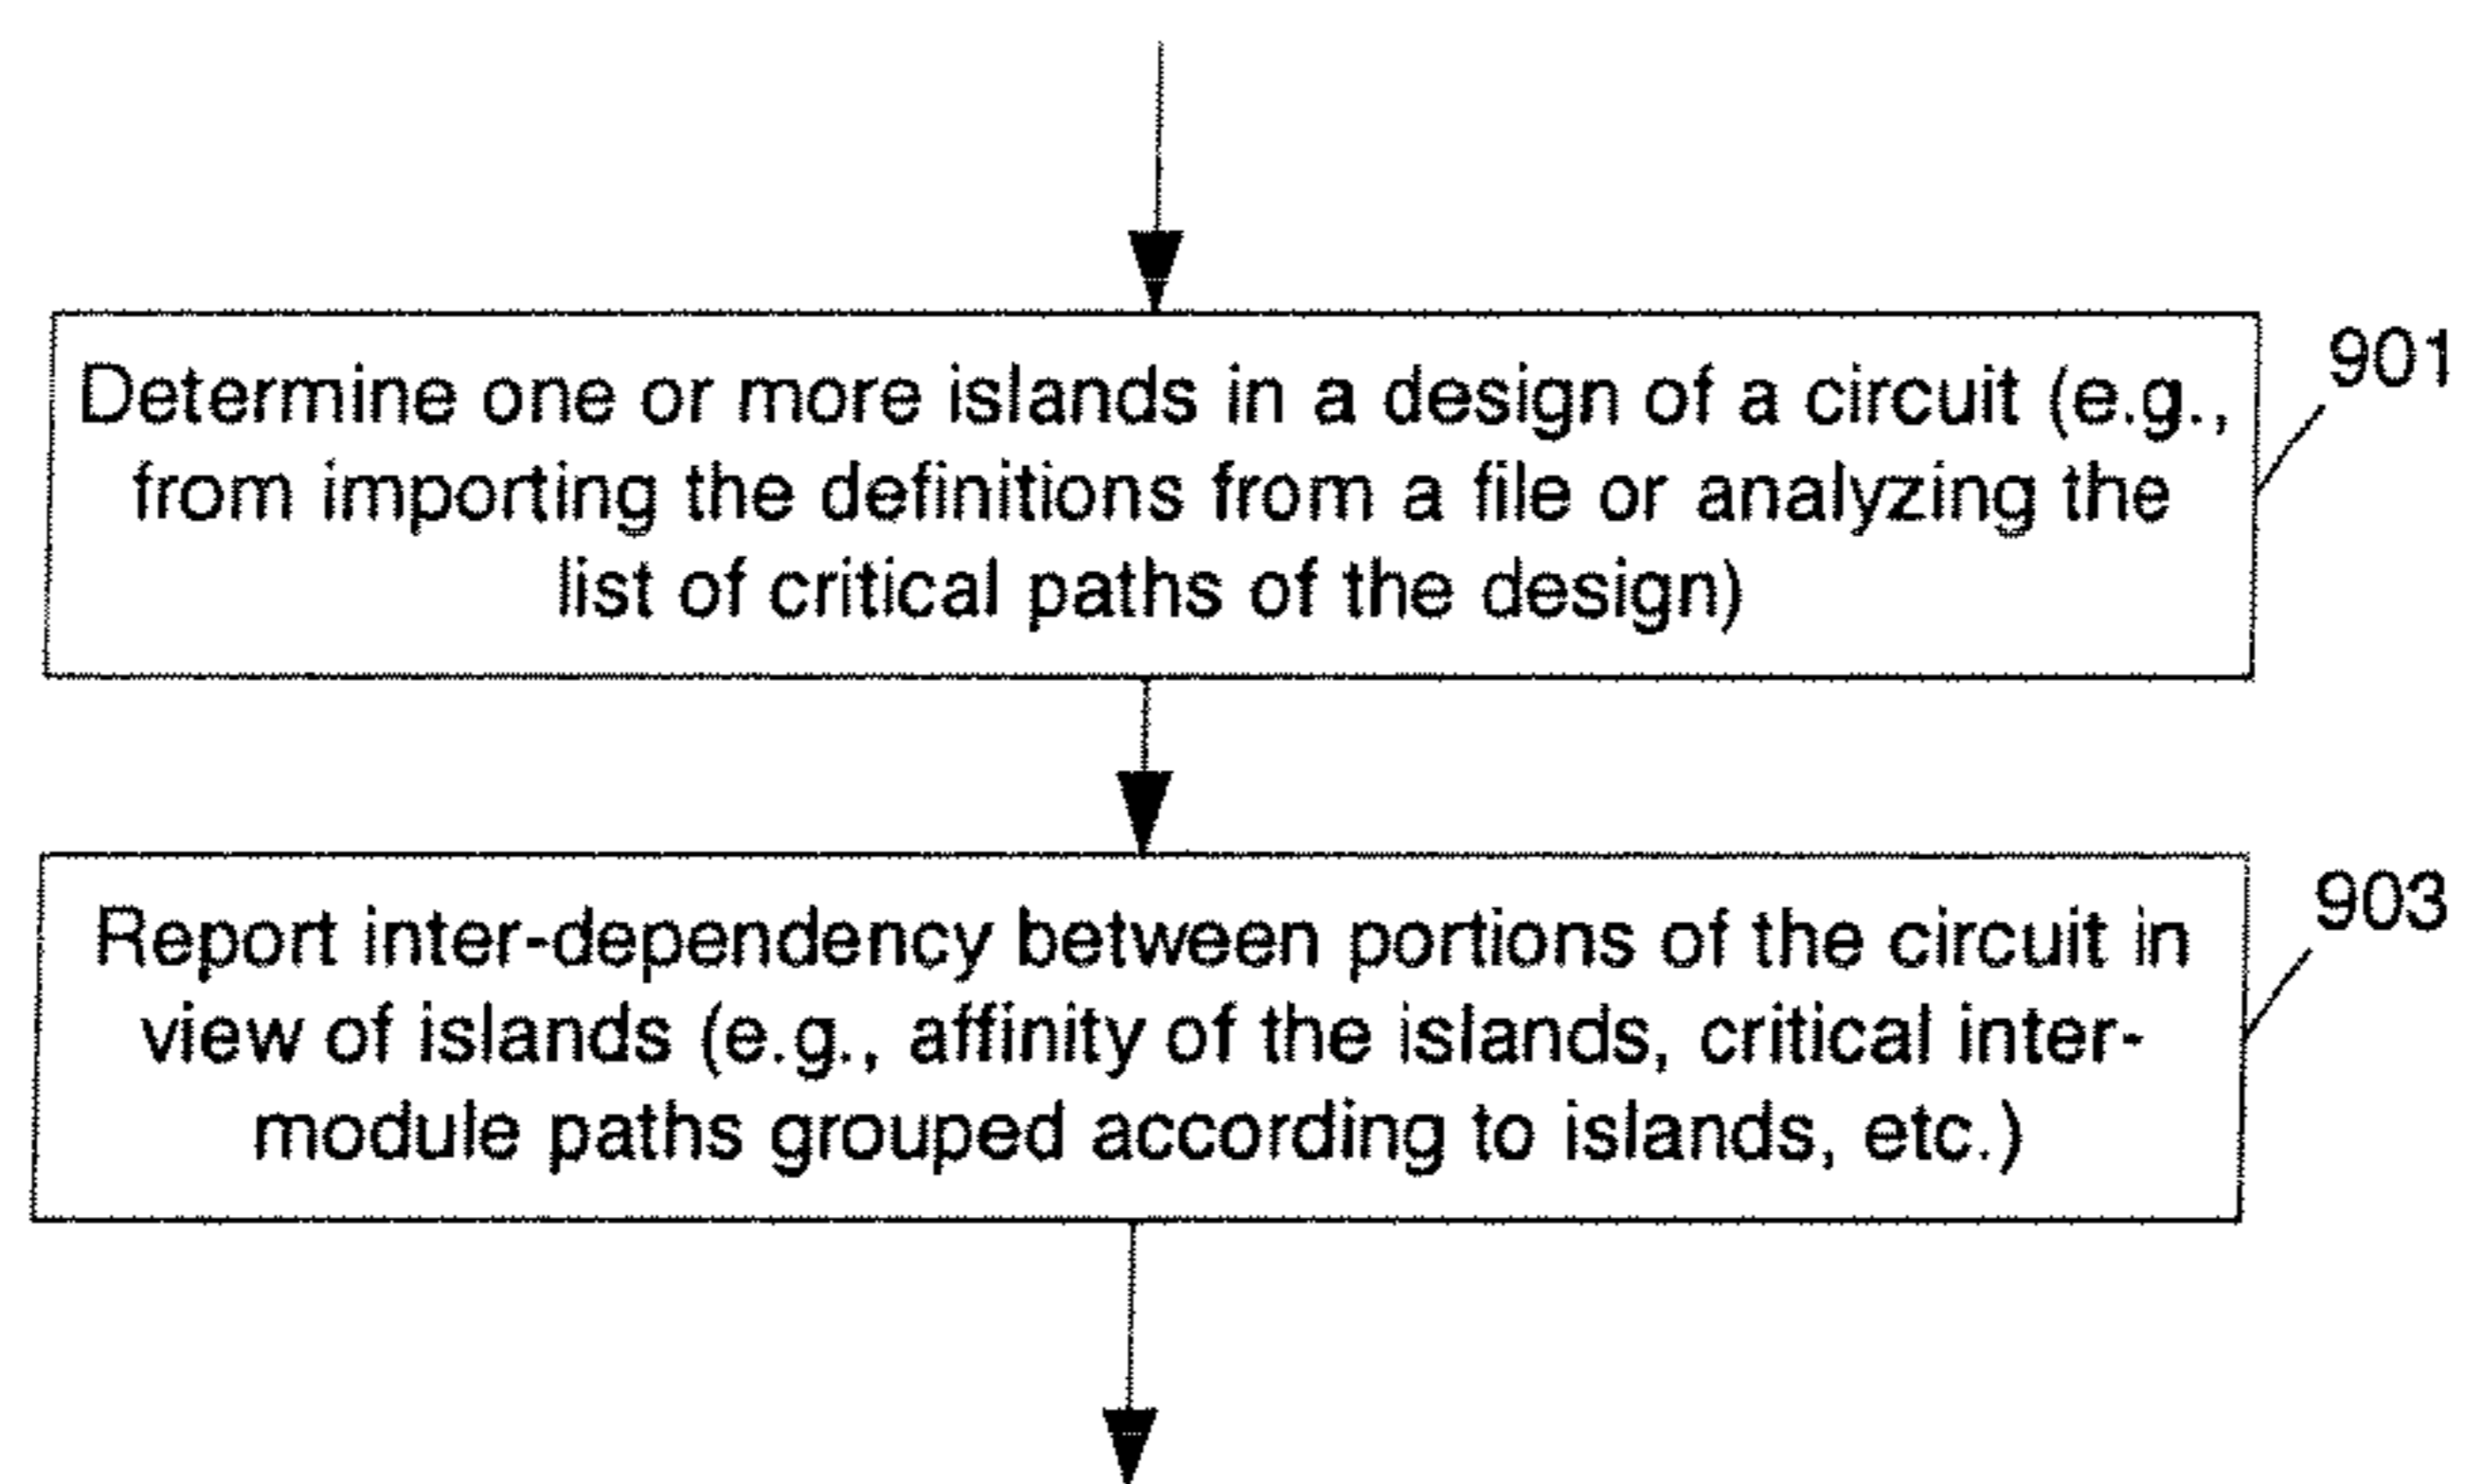 Determine one or more islands in a design of a circuit (e.g.,
from importing the definitions from a file or analyzing the
list of critical paths of the design)
901
Report inter-dependency between portions of the circuit in
view of islands (e.g., affinity of the islands, critical inter-
module paths grouped according to islands, etc.)
903